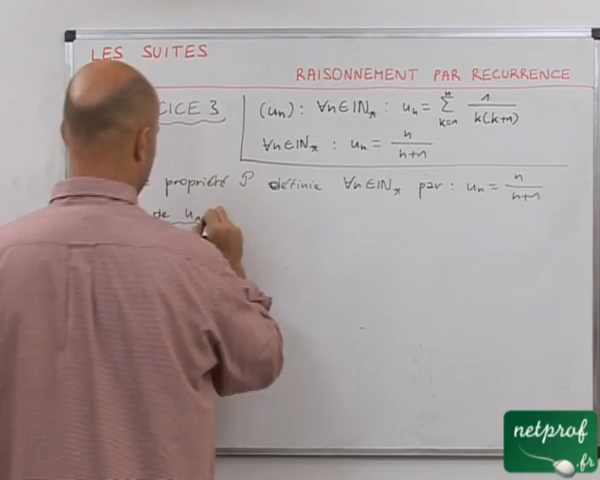 LES SUITES
RAISONNEMENT PAR RECURRENCE
CICE 3 (un) : ∀n∈IN* : un = Σ(k=1 → n) 1/(k(k+1))
∀n∈IN* : un = n/(n+1)
propriété P définie ∀n∈IN* par : un = n/(n+1)
de u
netprof.fr